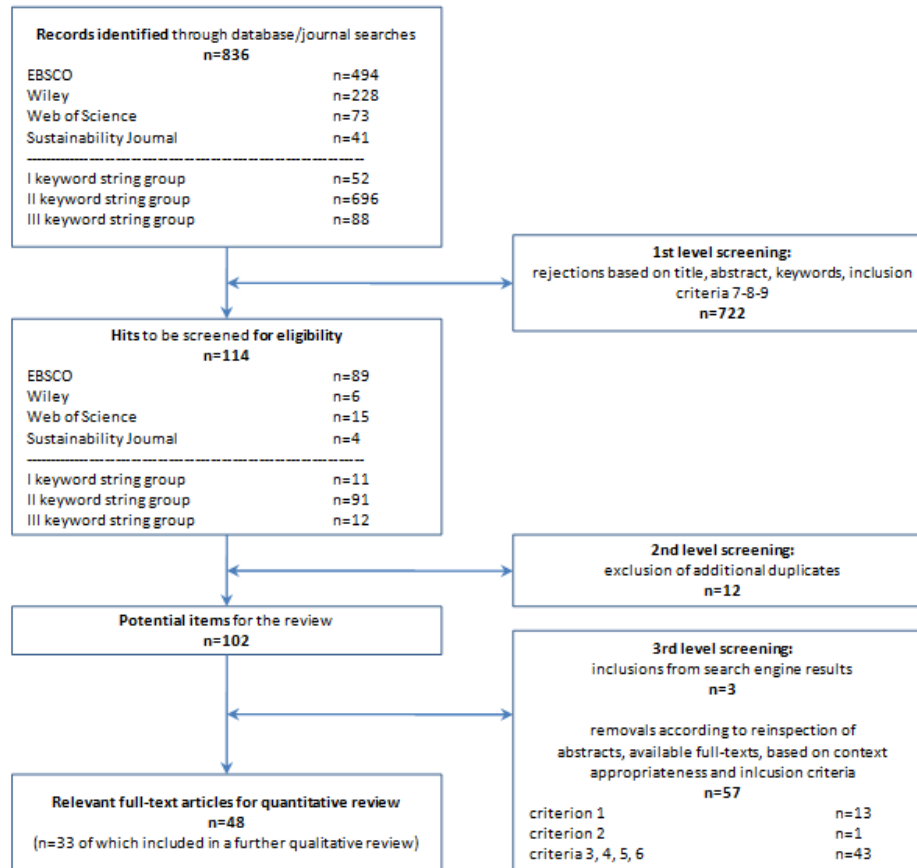 Records identified through database/journal searches
n=836
EBSCO n=494
Wiley n=228
Web of Science n=73
Sustainability Journal n=41
I keyword string group n=52
II keyword string group n=696
III keyword string group n=88
1st level screening:
rejections based on title, abstract, keywords, inclusion
criteria 7-8-9
n=722
Hits to be screened for eligibility
n=114
EBSCO n=89
Wiley n=6
Web of Science n=15
Sustainability Journal n=4
I keyword string group n=11
II keyword string group n=91
III keyword string group n=12
2nd level screening:
exclusion of additional duplicates
n=12
Potential items for the review
n=102
3rd level screening:
inclusions from search engine results
n=3
removals according to reinspection of
abstracts, available full-texts, based on context
appropriateness and inlcusion criteria
n=57
criterion 1 n=13
criterion 2 n=1
criteria 3, 4, 5, 6 n=43
Relevant full-text articles for quantitative review
n=48
(n=33 of which included in a further qualitative review)